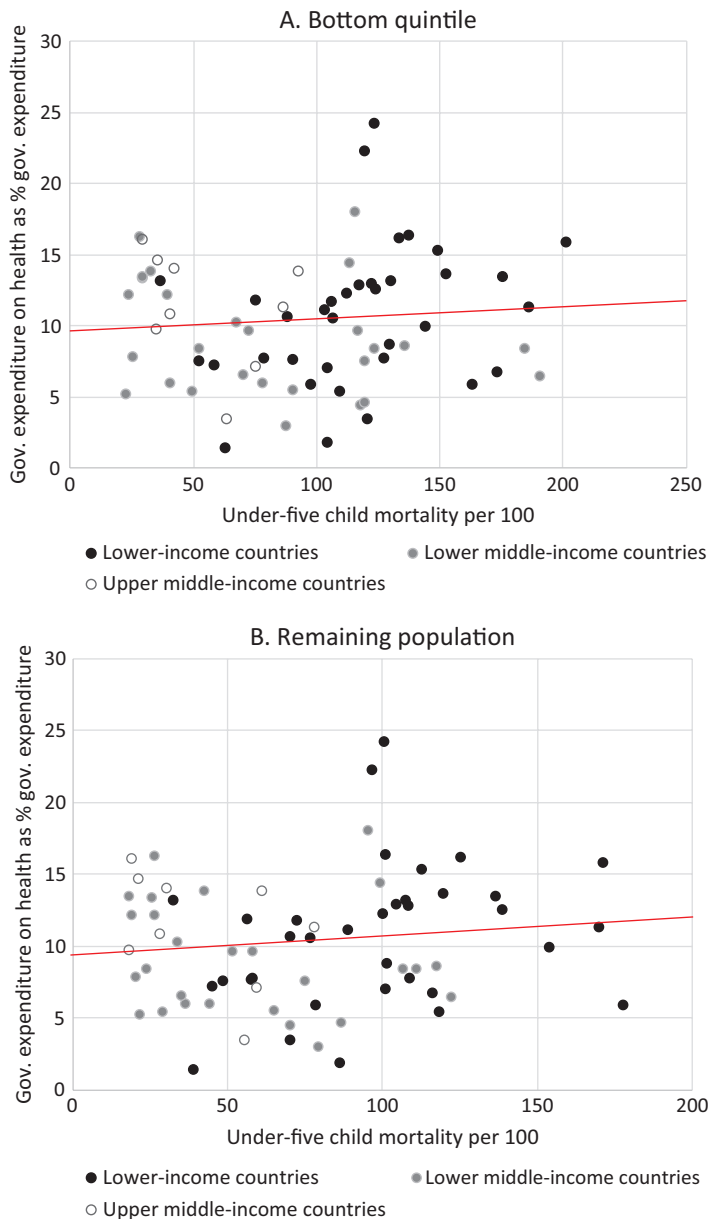 A. Bottom quintile
Gov. expenditure on health as % gov. expenditure
30
25
20
15
10
5
0
0 50 100 150 200 250
Under-five child mortality per 100
Lower-income countries Lower middle-income countries
Upper middle-income countries
B. Remaining population
Gov. expenditure on health as % gov. expenditure
30
25
20
15
10
5
0
0 50 100 150 200
Under-five child mortality per 100
Lower-income countries Lower middle-income countries
Upper middle-income countries